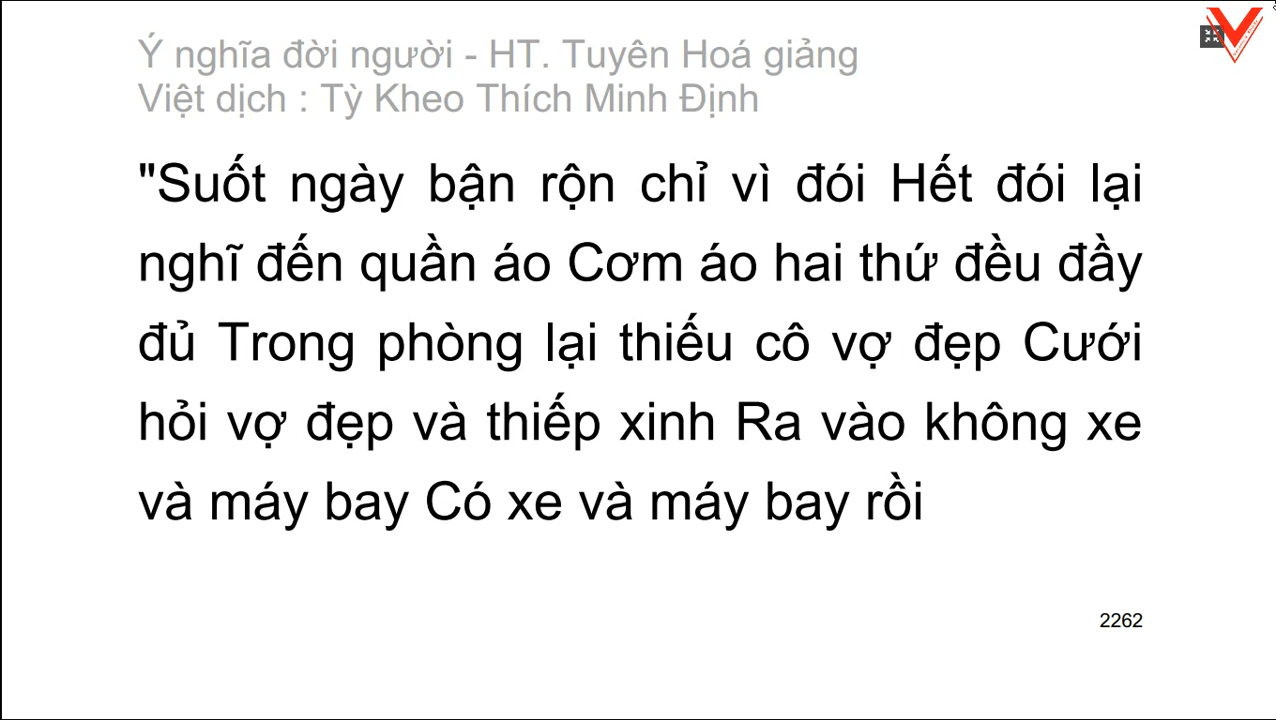 Ý nghĩa đời người - HT. Tuyên Hoá giảng
Việt dịch : Tỳ Kheo Thích Minh Định
"Suốt ngày bận rộn chỉ vì đói Hết đói lại
nghĩ đến quần áo Cơm áo hai thứ đều đầy
đủ Trong phòng lại thiếu cô vợ đẹp Cưới
hỏi vợ đẹp và thiếp xinh Ra vào không xe
và máy bay Có xe và máy bay rồi
2262